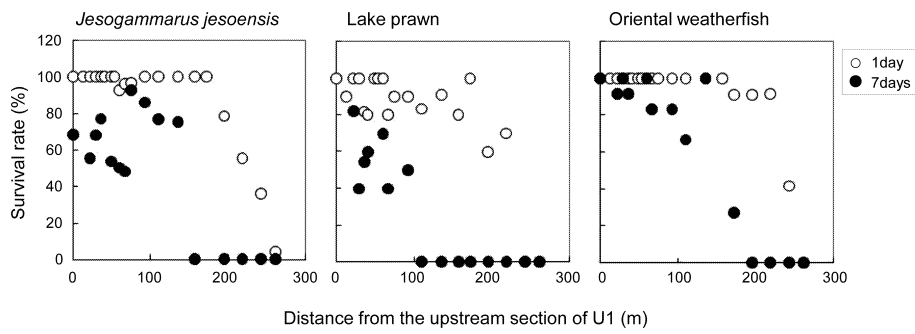 Jesogammarus jesoensis
Lake prawn
Oriental weatherfish
120
100
80
60
40
20
0
Survival rate (%)
0 100 200 300
0 100 200 300
0 100 200 300
1day
7days
Distance from the upstream section of U1 (m)